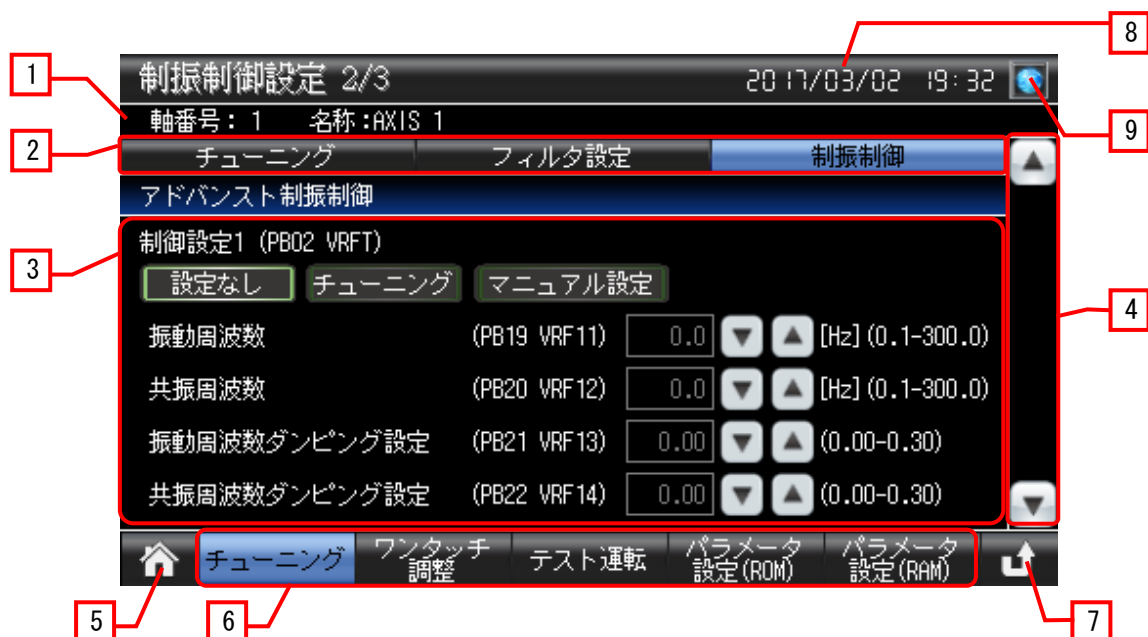 8
1
制振制御設定 2/3 2017/03/02 19:32
軸番号: 1 名称:AXIS 1
9
2
チューニング フィルタ設定 制振制御
アドバンスト制振制御
3
制御設定1 (PB02 VRFT)
設定なし チューニング マニュアル設定
4
振動周波数 (PB19 VRF11) 0.0 [Hz](0.1-300.0)
共振周波数 (PB20 VRF12) 0.0 [Hz](0.1-300.0)
振動周波数ダンピング設定 (PB21 VRF13) 0.00 (0.00-0.30)
共振周波数ダンピング設定 (PB22 VRF14) 0.00 (0.00-0.30)
チューニング ワンタッチ テスト運転 パラメータ パラメータ
調整 設定(ROM) 設定(RAM)
5 6 7